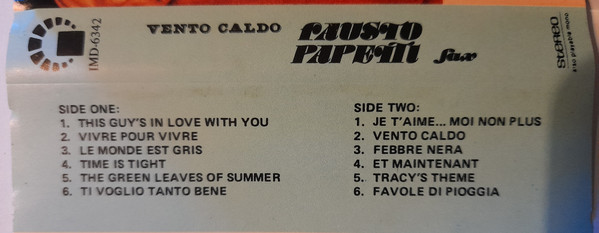 IMD-6342
VENTO CALDO
FAUSTO
PAPETTI sax
stereo
SIDE ONE:
1. THIS GUY'S IN LOVE WITH YOU
2. VIVRE POUR VIVRE
3. LE MONDE EST GRIS
4. TIME IS TIGHT
5. THE GREEN LEAVES OF SUMMER
6. TI VOGLIO TANTO BENE
SIDE TWO:
1. JE T'AIME... MOI NON PLUS
2. VENTO CALDO
3. FEBBRE NERA
4. ET MAINTENANT
5. TRACY'S THEME
6. FAVOLE DI PIOGGIA